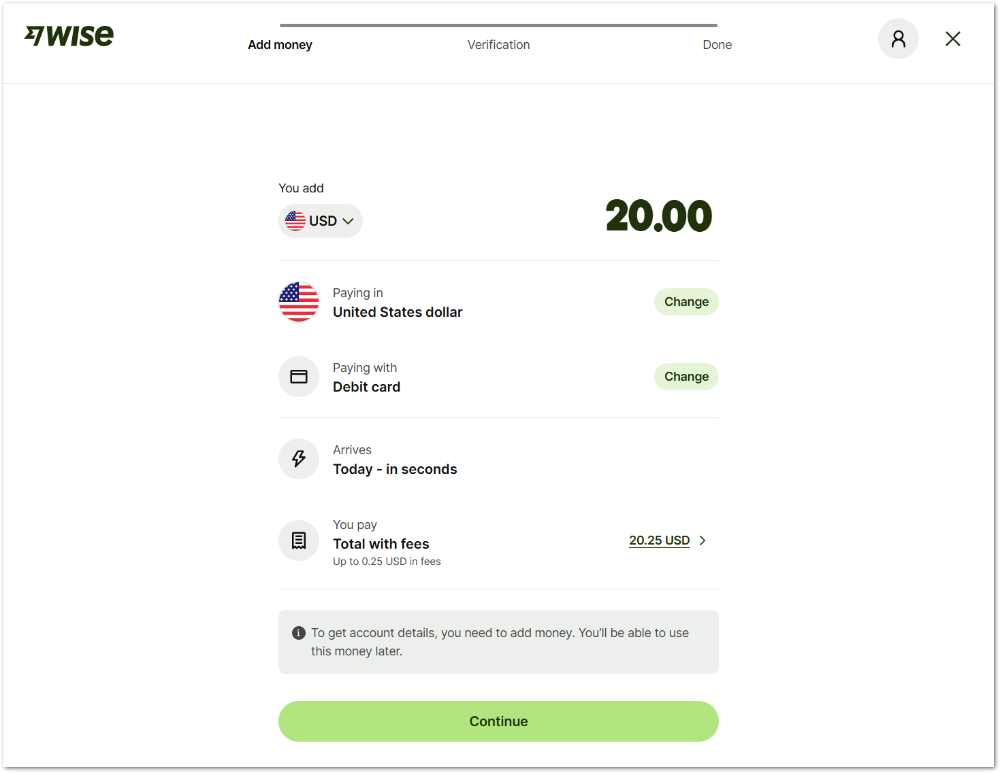 WISE
Add money
Verification
Done
You add
USD
20.00
Paying in
United States dollar
Change
Paying with
Debit card
Change
Arrives
Today - in seconds
You pay
Total with fees
Up to 0.25 USD in fees
20.25 USD
To get account details, you need to add money. You’ll be able to use
this money later.
Continue